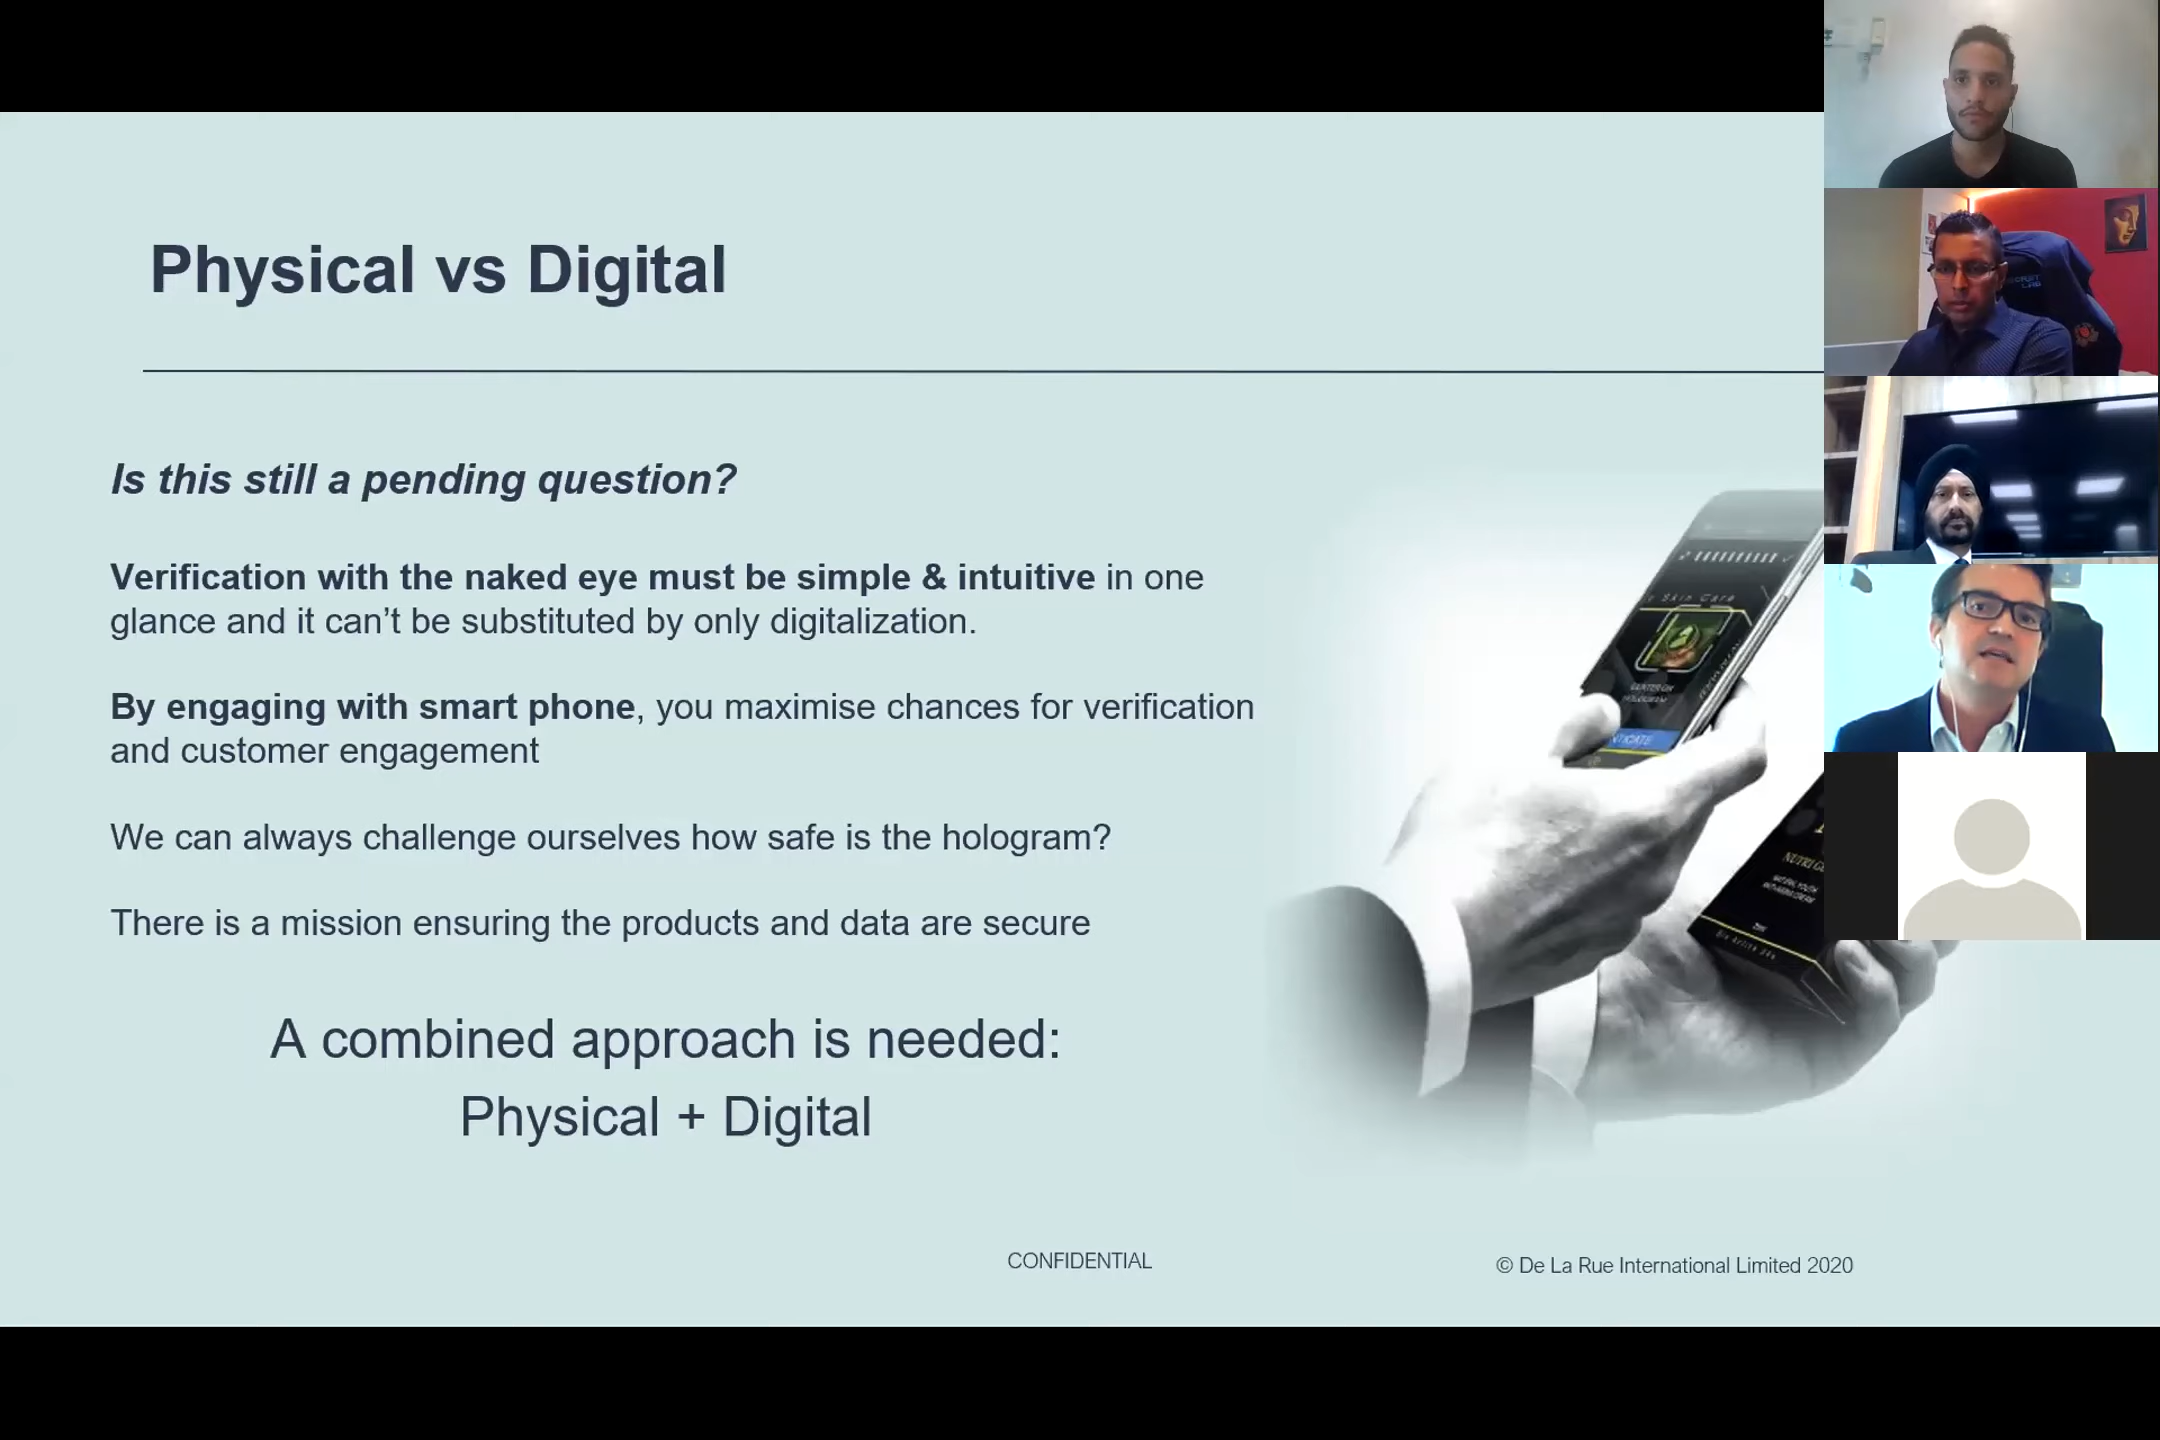 Physical vs Digital
Is this still a pending question?
Verification with the naked eye must be simple & intuitive in one
glance and it can’t be substituted by only digitalization.
By engaging with smart phone, you maximise chances for verification
and customer engagement
We can always challenge ourselves how safe is the hologram?
There is a mission ensuring the products and data are secure
A combined approach is needed:
Physical + Digital
Skin Care
CONFIDENTIAL
© De La Rue International Limited 2020